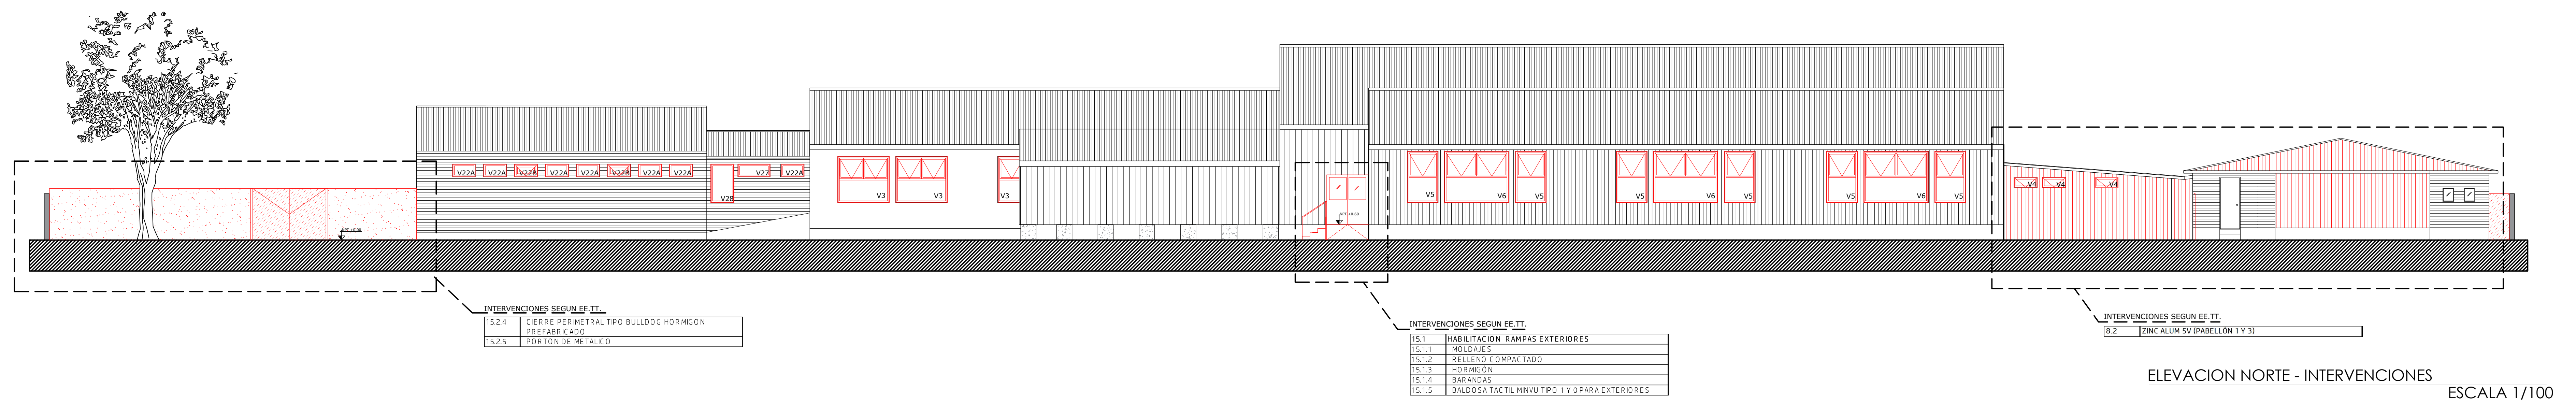 V22A V22A V22B V22A V22A V22B V22A V22A
V28
V27 V22A
V3 V3 V3
V5 V6 V5
V5 V6 V5
V5 V6 V5
V4 V4 V4
INTERVENCIONES SEGUN EE.TT.
15.2.4 CIERRE PERIMETRAL TIPO BULLDOG HORMIGON
PREFABRICADO
15.2.5 PORTON DE METALICO
INTERVENCIONES SEGUN EE.TT.
15.1 HABILITACION RAMPAS EXTERIORES
15.1.1 MOLDAJES
15.1.2 RELLENO COMPACTADO
15.1.3 HORMIGÓN
15.1.4 BARANDAS
15.1.5 BALDOSA TACTIL MINVU TIPO 1 Y 0 PARA EXTERIORES
INTERVENCIONES SEGUN EE.TT.
8.2 ZINC ALUM 5V (PABELLÓN 1 Y 3)
ELEVACION NORTE - INTERVENCIONES
ESCALA 1/100